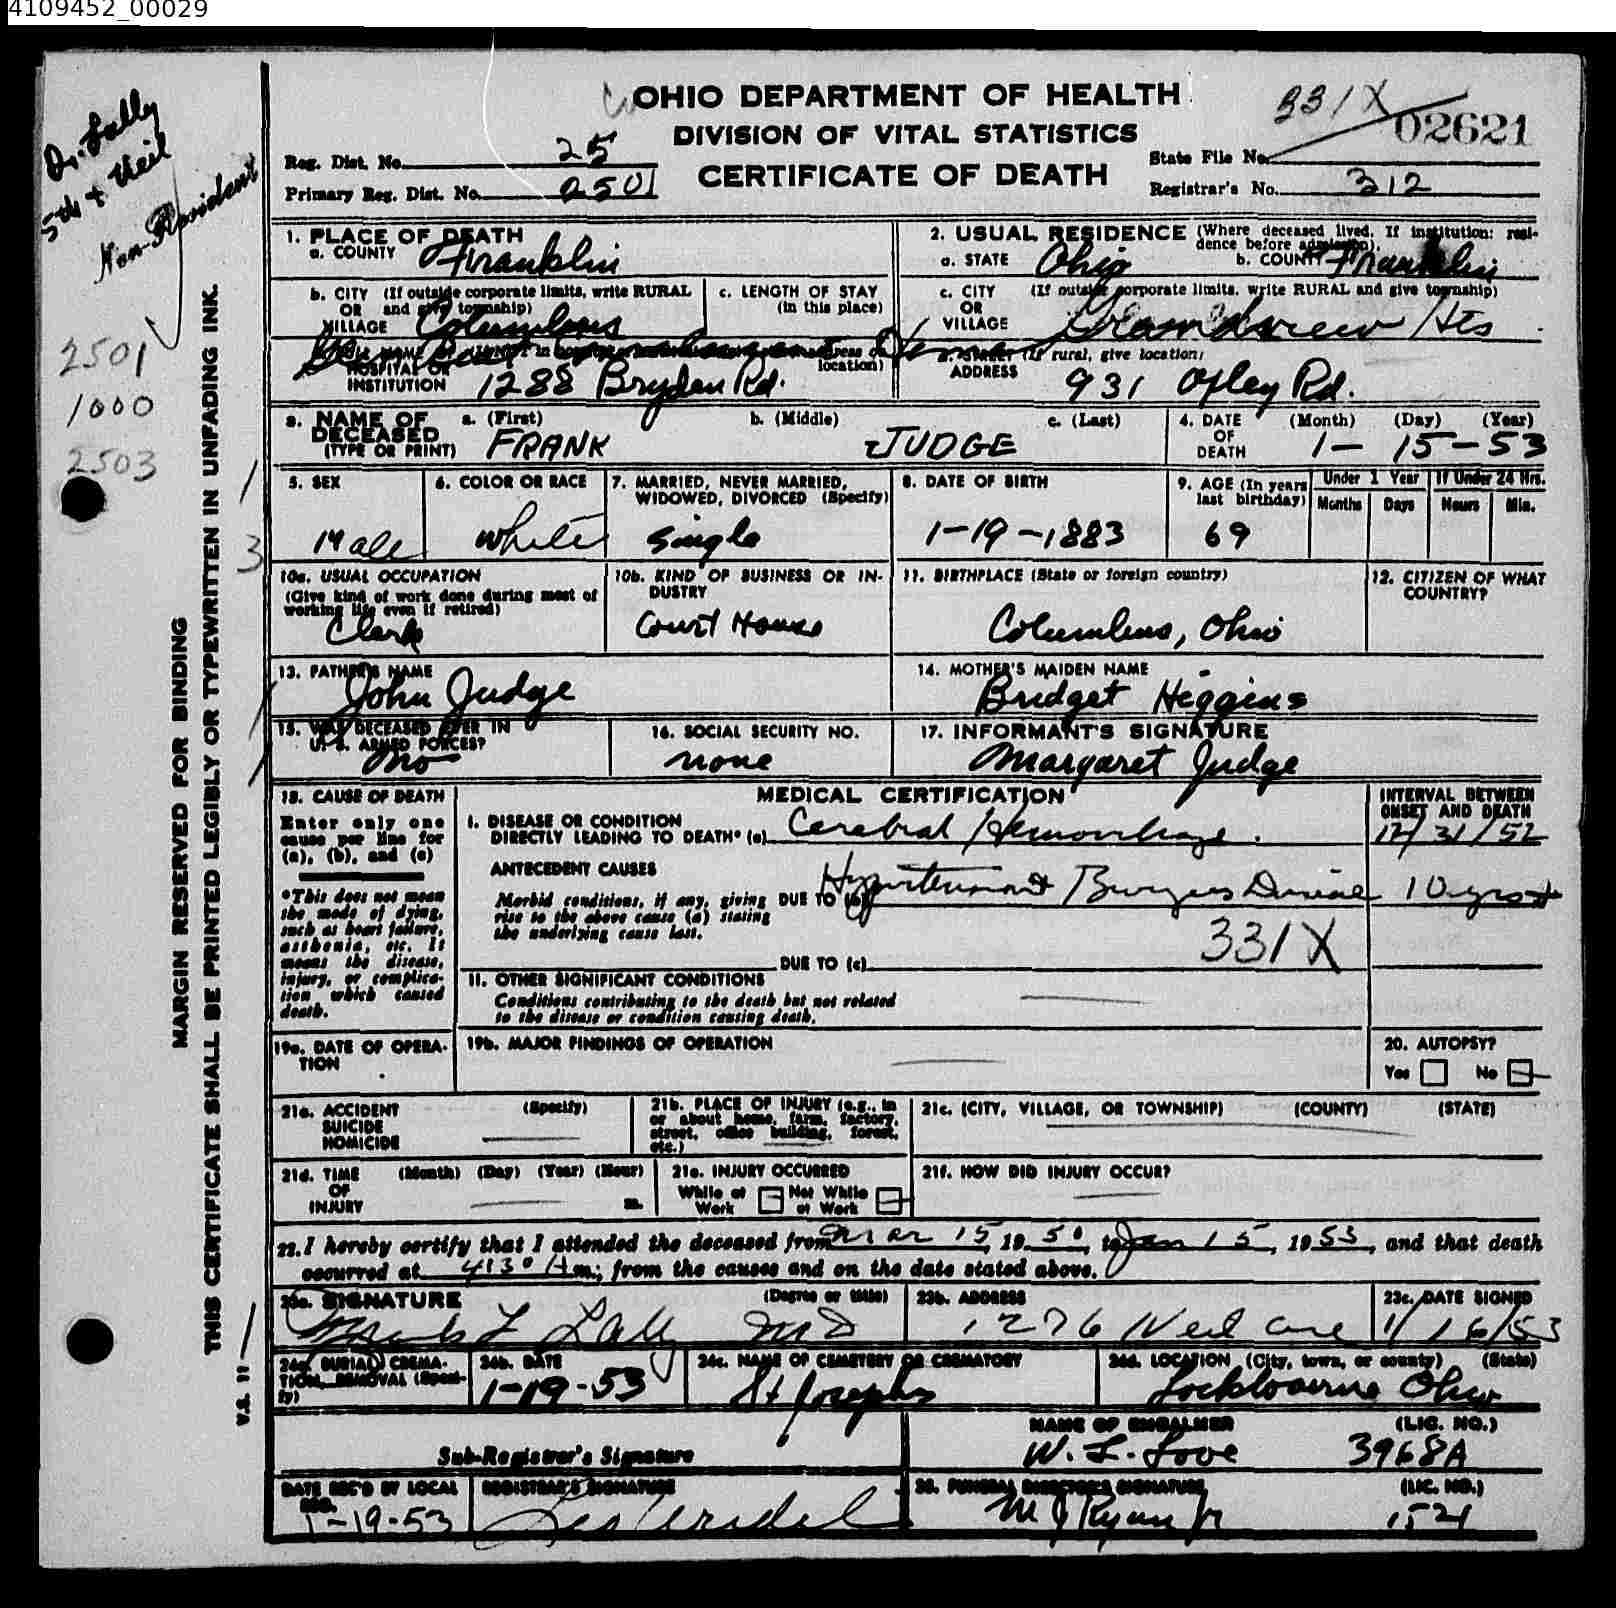 4109452_00029
Dr. Lally
5th + Neil
Non-Resident
2501
1000
2503
MARGIN RESERVED FOR BINDING
THIS CERTIFICATE SHALL BE PRINTED LEGIBLY OR TYPEWRITTEN IN UNFADING INK.
V.S. 11
1
3
OHIO DEPARTMENT OF HEALTH
DIVISION OF VITAL STATISTICS
CERTIFICATE OF DEATH
Reg. Dist. No. 25
Primary Reg. Dist. No. 2501
331X
02621
State File No.
Registrar's No. 312
1. PLACE OF DEATH
a. COUNTY Franklin
2. USUAL RESIDENCE (Where deceased lived. If institution: residence before admission).
a. STATE Ohio b. COUNTY Franklin
b. CITY (If outside corporate limits, write RURAL
OR and give township)
VILLAGE Columbus
c. LENGTH OF STAY
(in this place)
c. CITY (If outside corporate limits, write RURAL and give township)
OR
VILLAGE Grandview Hts
HOSPITAL OR
INSTITUTION 1288 Bryden Rd.
location)
d. STREET (If rural, give location)
ADDRESS 931 Oxley Rd.
3. NAME OF DECEASED
(TYPE OR PRINT)
a. (First) FRANK
b. (Middle)
c. (Last) JUDGE
4. DATE OF DEATH
(Month) (Day) (Year)
1- 15-53
5. SEX
Male
6. COLOR OR RACE
White
7. MARRIED, NEVER MARRIED,
WIDOWED, DIVORCED (Specify)
Single
8. DATE OF BIRTH
1-19-1883
9. AGE (In years
last birthday)
69
Under 1 Year
Months Days
If Under 24 Hrs.
Hours Min.
10a. USUAL OCCUPATION
(Give kind of work done during most of
working life even if retired)
Clerk
10b. KIND OF BUSINESS OR IN-
DUSTRY
Court House
11. BIRTHPLACE (State or foreign country)
Columbus, Ohio
12. CITIZEN OF WHAT
COUNTRY?
13. FATHER'S NAME
John Judge
14. MOTHER'S MAIDEN NAME
Bridget Higgins
15. WAS DECEASED EVER IN
U. S. ARMED FORCES?
no
16. SOCIAL SECURITY NO.
none
17. INFORMANT'S SIGNATURE
Margaret Judge
18. CAUSE OF DEATH
Enter only one
cause per line for
(a), (b), and (c)
*This does not mean
the mode of dying,
such as heart failure,
asthenia, etc. It
means the disease,
injury, or complica-
tion which caused
death.
MEDICAL CERTIFICATION
I. DISEASE OR CONDITION
DIRECTLY LEADING TO DEATH* (a) Cerebral Hemorrhage.
ANTECEDENT CAUSES
Morbid conditions, if any, giving
rise to the above cause (a) stating
the underlying cause last.
DUE TO (b) Hypertension & Buerger's Disease
331X
DUE TO (c)
INTERVAL BETWEEN
ONSET AND DEATH
12/31/52
10 yrs +
II. OTHER SIGNIFICANT CONDITIONS
Conditions contributing to the death but not related
to the disease or condition causing death.
19a. DATE OF OPERA-
TION
19b. MAJOR FINDINGS OF OPERATION
20. AUTOPSY?
Yes No
21a. ACCIDENT
SUICIDE
HOMICIDE
(Specify)
21b. PLACE OF INJURY (e.g., in
or about home, farm, factory,
street, office building, forest,
etc.)
21c. (CITY, VILLAGE, OR TOWNSHIP) (COUNTY) (STATE)
21d. TIME (Month) (Day) (Year) (Hour)
OF
INJURY m.
21e. INJURY OCCURRED
While at
Work
Not While
at Work
21f. HOW DID INJURY OCCUR?
22. I hereby certify that I attended the deceased from Mar 15, 1950, to Jan 15, 1953, and that death
occurred at 4:30 A m.; from the causes and on the date stated above.
23a. SIGNATURE (Degree or title)
Lally MD
23b. ADDRESS
1276 Neil ave
23c. DATE SIGNED
1/16/53
24a. BURIAL, CREMA-
TION, REMOVAL (Speci-
fy)
24b. DATE
1-19-53
24c. NAME OF CEMETERY OR CREMATORY
St Josephs
24d. LOCATION (City, town, or county) (State)
Lockbourne Ohio
Sub-Registrar's Signature
NAME OF EMBALMER (LIC. NO.)
W. L. Love 3968A
DATE REC'D BY LOCAL
REG.
1-19-53
REGISTRAR'S SIGNATURE
25. FUNERAL DIRECTOR'S SIGNATURE (LIC. NO.)
M J Ryan Jr 1521